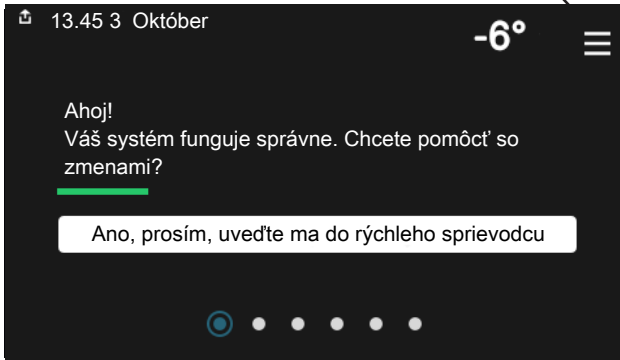 13.45 3 Október
-6°
Ahoj!
Váš systém funguje správne. Chcete pomôcť so
zmenami?
Ano, prosím, uveďte ma do rýchleho sprievodcu